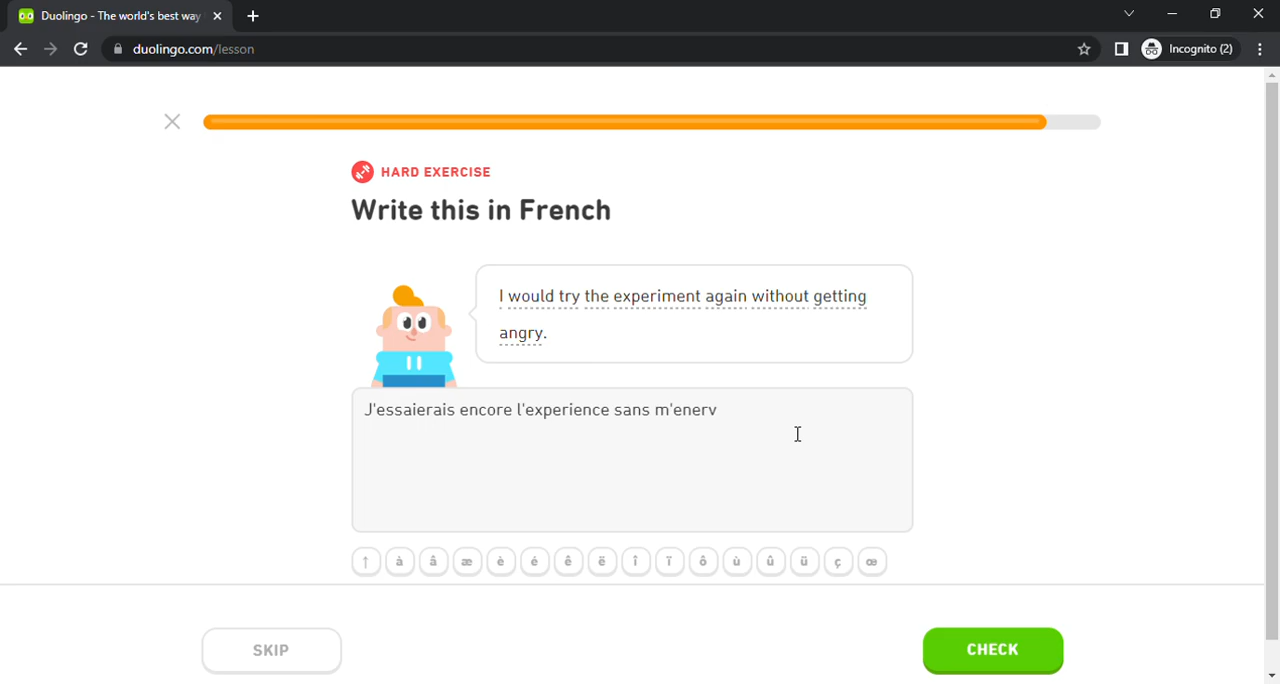 Duolingo - The world's best way
duolingo.com/lesson
Incognito (2)
HARD EXERCISE
Write this in French
I would try the experiment again without getting
angry.
J'essaierais encore l'experience sans m'enerv
↑ à â æ è é ê ë î ï ô ù û ü ç œ
SKIP
CHECK